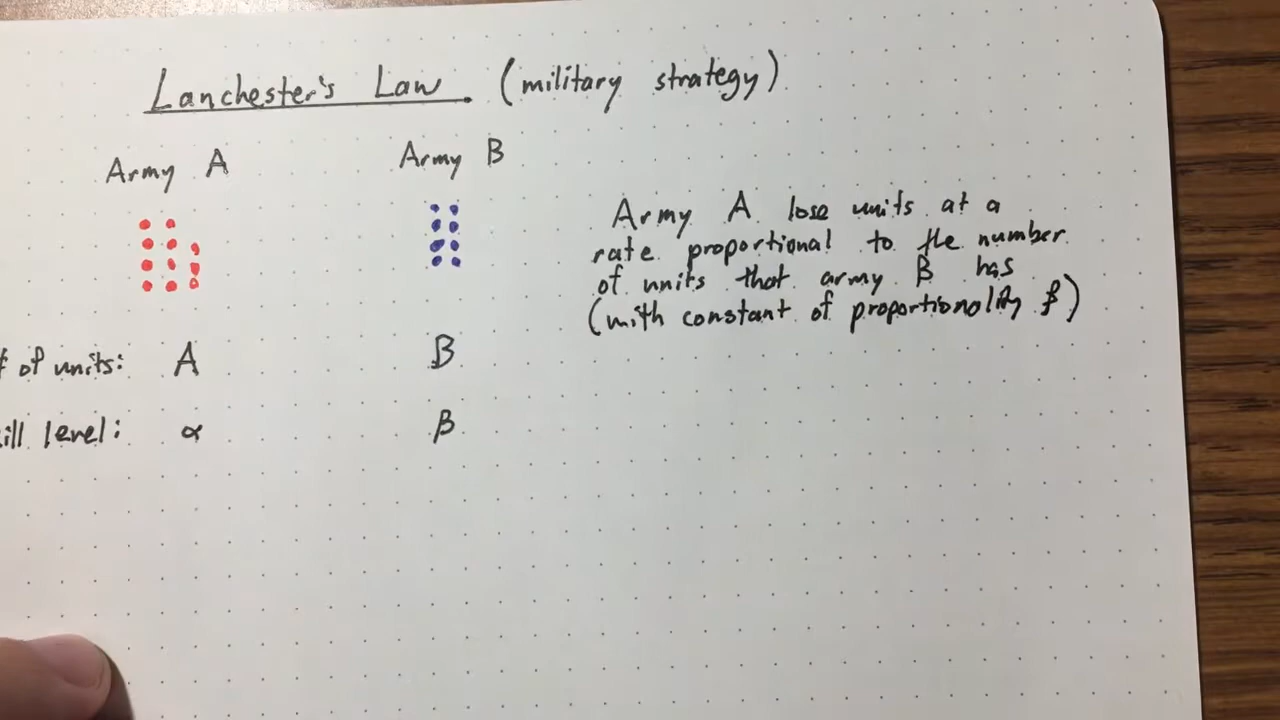 Lanchester's Law (military strategy)
Army A Army B
Army A lose units at a
rate proportional to the number
of units that army B has
(with constant of proportionality β)
of units: A B
level: α β